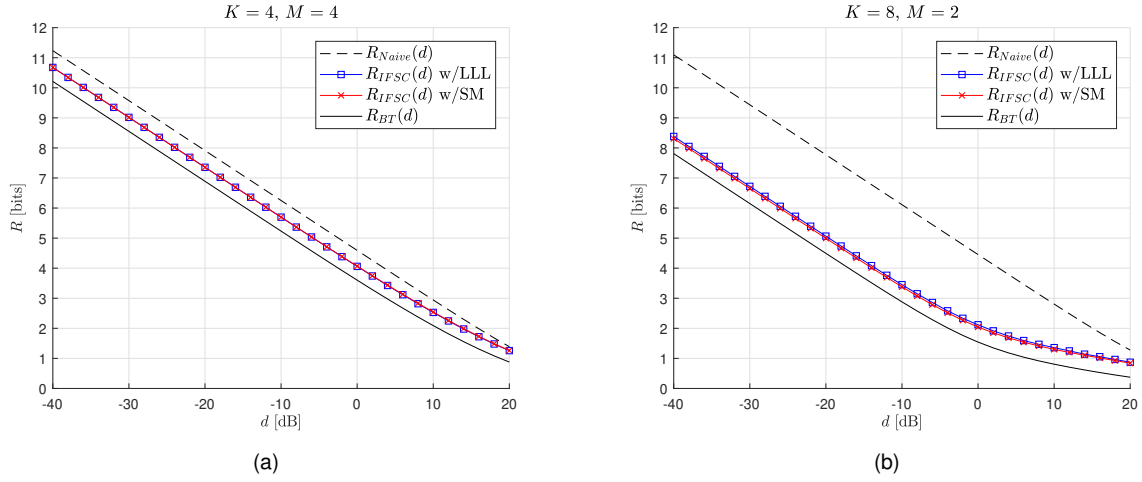 K = 4, M = 4
12
11
10
9
8
7
6
5
4
3
2
1
0
R [bits]
-40 -30 -20 -10 0 10 20
d [dB]
R_{Naive}(d)
R_{IFSC}(d) w/LLL
R_{IFSC}(d) w/SM
R_{BT}(d)
(a)
K = 8, M = 2
12
11
10
9
8
7
6
5
4
3
2
1
0
R [bits]
-40 -30 -20 -10 0 10 20
d [dB]
R_{Naive}(d)
R_{IFSC}(d) w/LLL
R_{IFSC}(d) w/SM
R_{BT}(d)
(b)